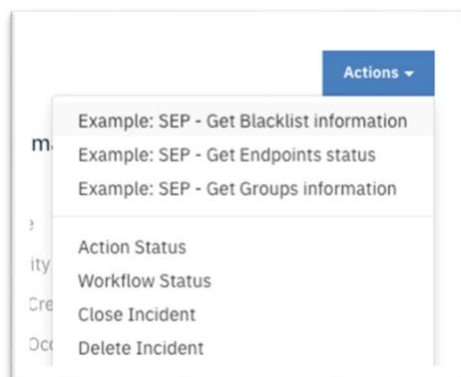 Actions
Example: SEP - Get Blacklist information
Example: SEP - Get Endpoints status
Example: SEP - Get Groups information
Action Status
Workflow Status
Close Incident
Delete Incident